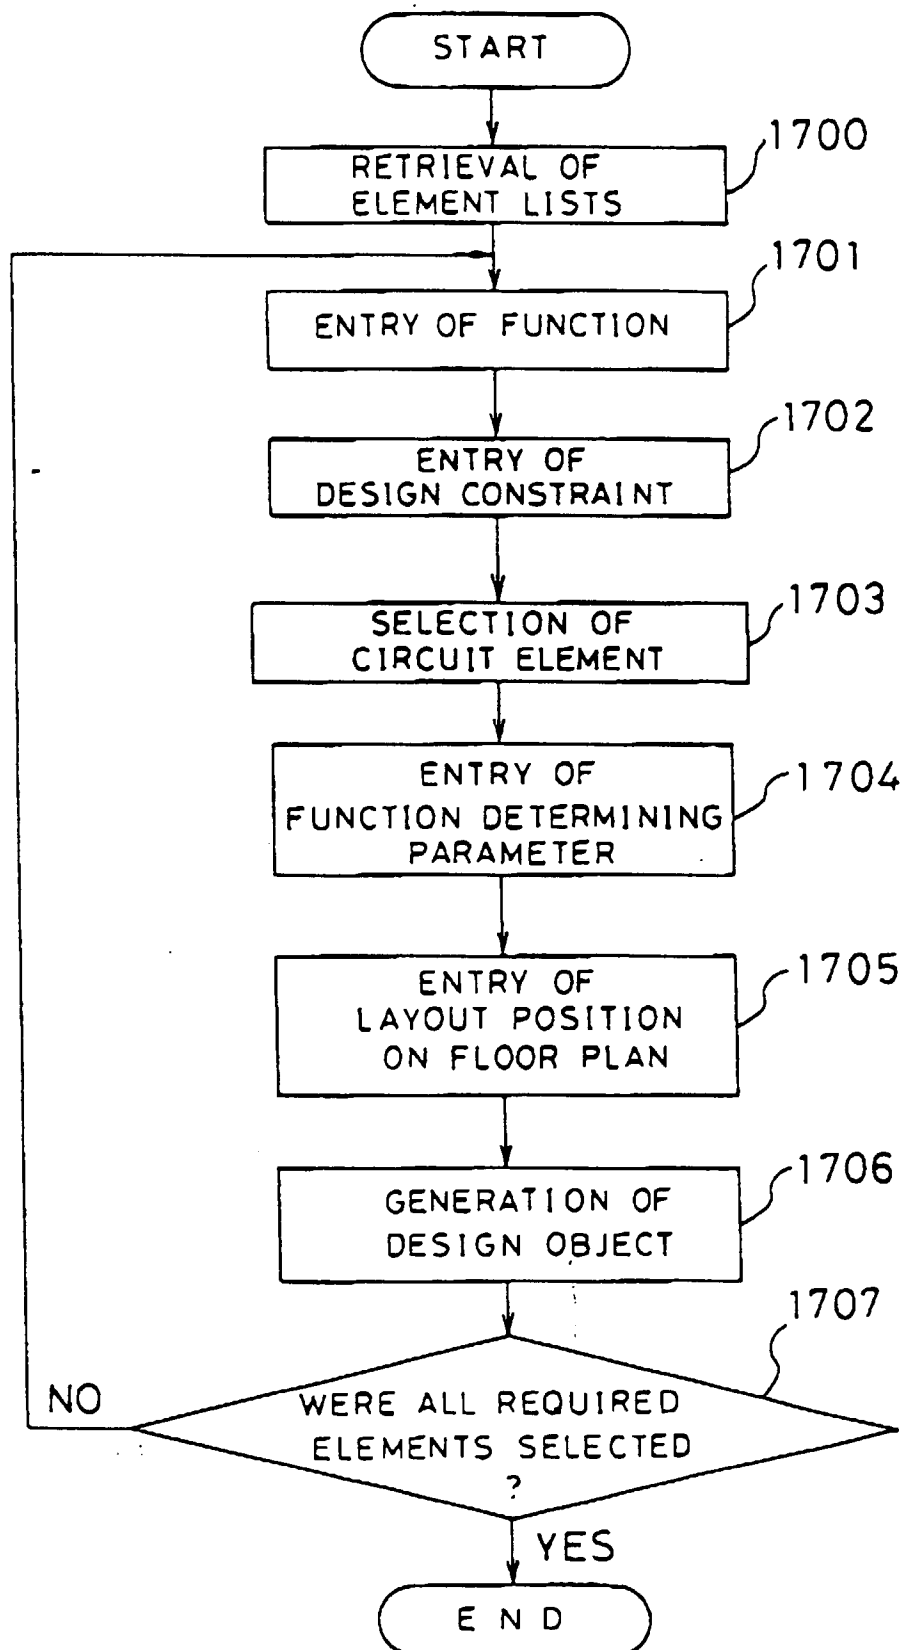 START
1700
RETRIEVAL OF
ELEMENT LISTS
1701
ENTRY OF FUNCTION
1702
ENTRY OF
DESIGN CONSTRAINT
1703
SELECTION OF
CIRCUIT ELEMENT
1704
ENTRY OF
FUNCTION DETERMINING
PARAMETER
1705
ENTRY OF
LAYOUT POSITION
ON FLOOR PLAN
1706
GENERATION OF
DESIGN OBJECT
1707
NO
WERE ALL REQUIRED
ELEMENTS SELECTED
?
YES
END